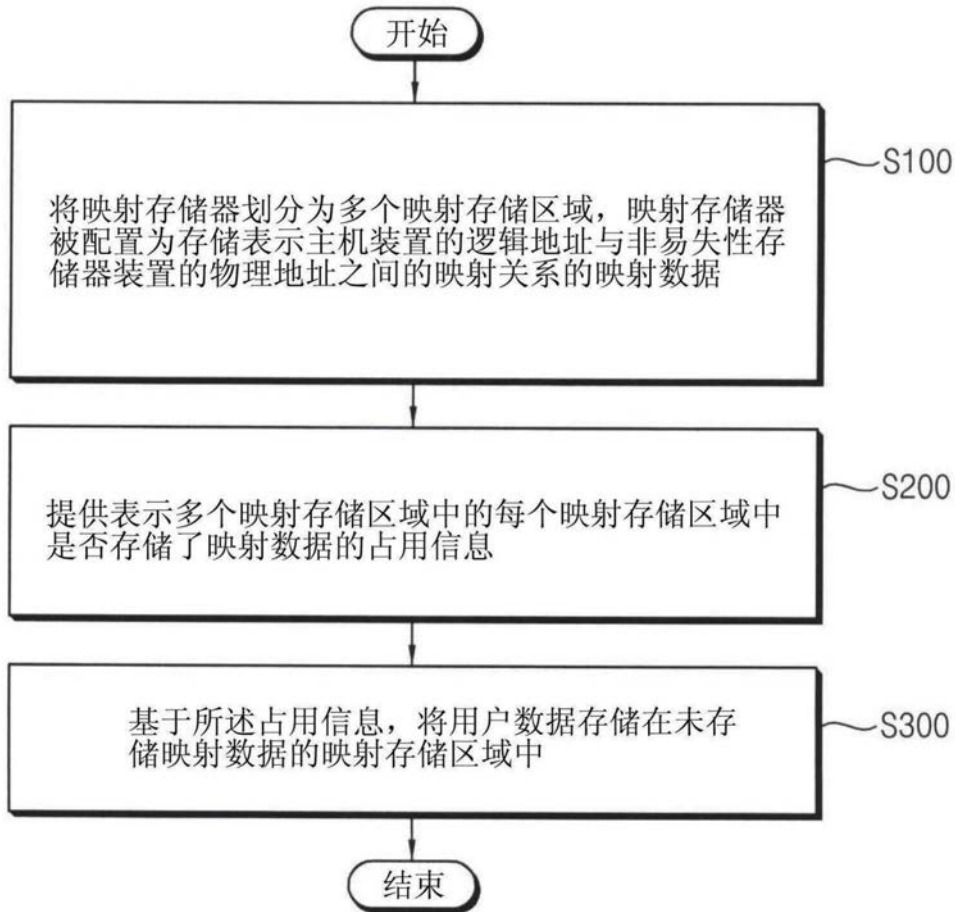 开始
S100
将映射存储器划分为多个映射存储区域，映射存储器
被配置为存储表示主机装置的逻辑地址与非易失性存
储器装置的物理地址之间的映射关系的映射数据
S200
提供表示多个映射存储区域中的每个映射存储区域中
是否存储了映射数据的占用信息
S300
基于所述占用信息，将用户数据存储在未存
储映射数据的映射存储区域中
结束